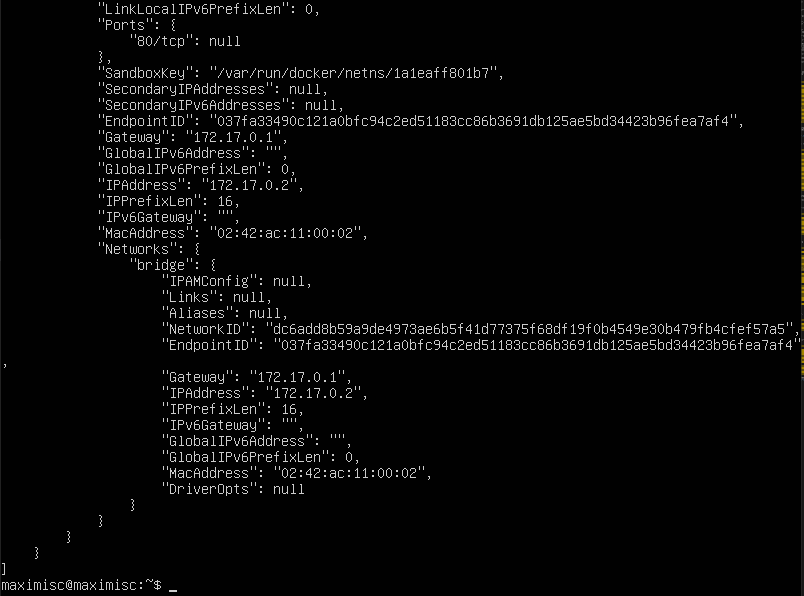 "LinkLocalIPv6PrefixLen": 0,
"Ports": {
"80/tcp": null
},
"SandboxKey": "/var/run/docker/netns/1a1eaff801b7",
"SecondaryIPAddresses": null,
"SecondaryIPv6Addresses": null,
"EndpointID": "037fa33490c121a0bfc94c2ed51183cc86b3691db125ae5bd34423b96fea7af4",
"Gateway": "172.17.0.1",
"GlobalIPv6Address": "",
"GlobalIPv6PrefixLen": 0,
"IPAddress": "172.17.0.2",
"IPPrefixLen": 16,
"IPv6Gateway": "",
"MacAddress": "02:42:ac:11:00:02",
"Networks": {
"bridge": {
"IPAMConfig": null,
"Links": null,
"Aliases": null,
"NetworkID": "dc6add8b59a9de4973ae6b5f41d77375f68df19f0b4549e30b479fb4cfef57a5",
"EndpointID": "037fa33490c121a0bfc94c2ed51183cc86b3691db125ae5bd34423b96fea7af4"
,
"Gateway": "172.17.0.1",
"IPAddress": "172.17.0.2",
"IPPrefixLen": 16,
"IPv6Gateway": "",
"GlobalIPv6Address": "",
"GlobalIPv6PrefixLen": 0,
"MacAddress": "02:42:ac:11:00:02",
"DriverOpts": null
}
}
}
}
]
maximisc@maximisc:~$ _